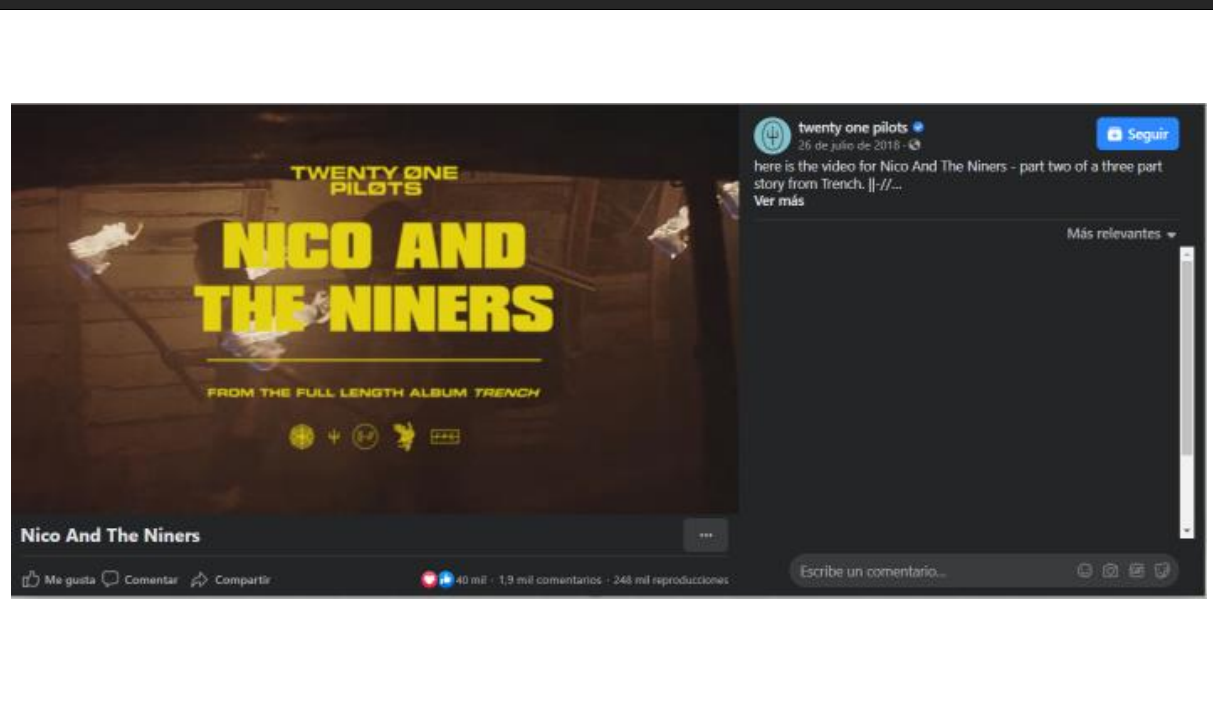 TWENTY ØNE
PILØTS
NICO AND
THE NINERS
FROM THE FULL LENGTH ALBUM TRENCH
Nico And The Niners
Me gusta Comentar Compartir
40 mil · 1,9 mil comentarios · 248 mil reproducciones
twenty one pilots
26 de julio de 2018 ·
Seguir
here is the video for Nico And The Niners - part two of a three part
story from Trench. ||-//...
Ver más
Más relevantes
Escribe un comentario...